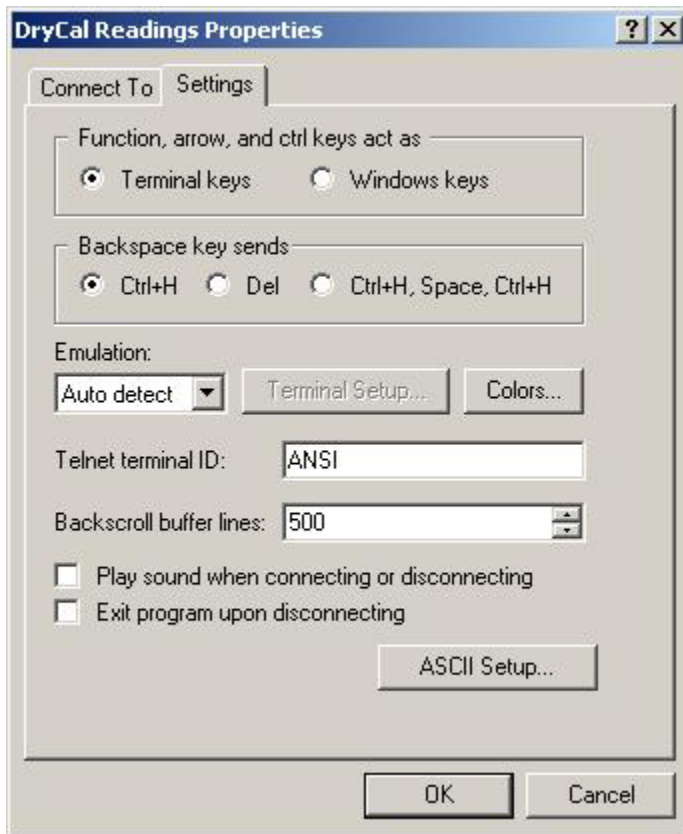 DryCal Readings Properties
Connect To Settings
Function, arrow, and ctrl keys act as
Terminal keys Windows keys
Backspace key sends
Ctrl+H Del Ctrl+H, Space, Ctrl+H
Emulation:
Auto detect Terminal Setup... Colors...
Telnet terminal ID: ANSI
Backscroll buffer lines: 500
Play sound when connecting or disconnecting
Exit program upon disconnecting
ASCII Setup...
OK Cancel